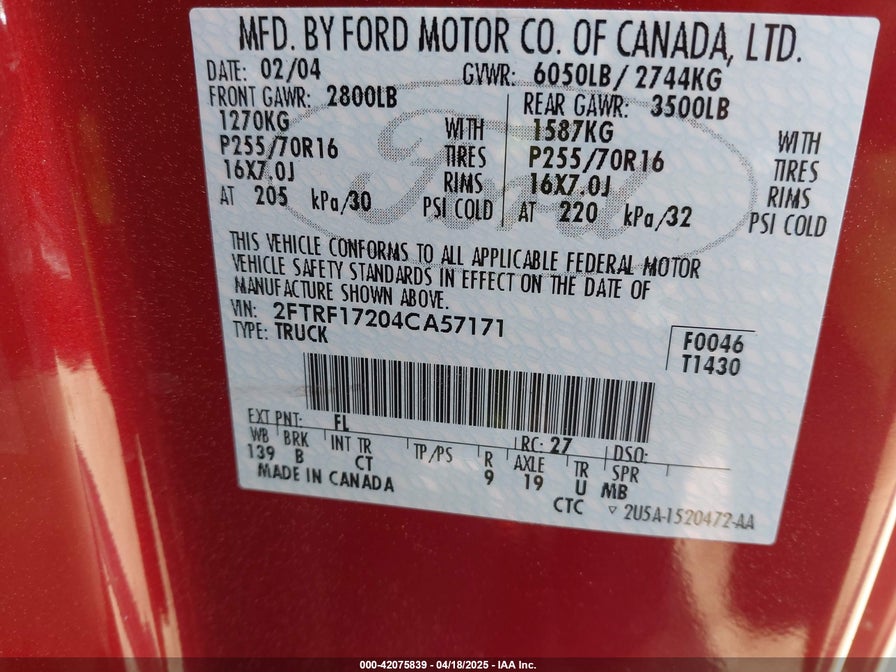 MFD. BY FORD MOTOR CO. OF CANADA, LTD.
DATE: 02/04 GVWR: 6050LB / 2744KG
FRONT GAWR: 2800LB REAR GAWR: 3500LB
1270KG WITH 1587KG WITH
P255/70R16 TIRES P255/70R16 TIRES
16X7.0J RIMS 16X7.0J RIMS
AT 205 kPa/30 PSI COLD AT 220 kPa/32 PSI COLD
Ford
THIS VEHICLE CONFORMS TO ALL APPLICABLE FEDERAL MOTOR
VEHICLE SAFETY STANDARDS IN EFFECT ON THE DATE OF
MANUFACTURE SHOWN ABOVE.
VIN: 2FTRF17204CA57171
TYPE: TRUCK
F0046
T1430
EXT PNT: FL RC: 27 DSO:
WB BRK INT TR TP/PS R AXLE TR SPR
139 B CT 9 19 U MB
MADE IN CANADA CTC ▽ 2U5A-1520472-AA
000-42075839 - 04/18/2025 - IAA Inc.